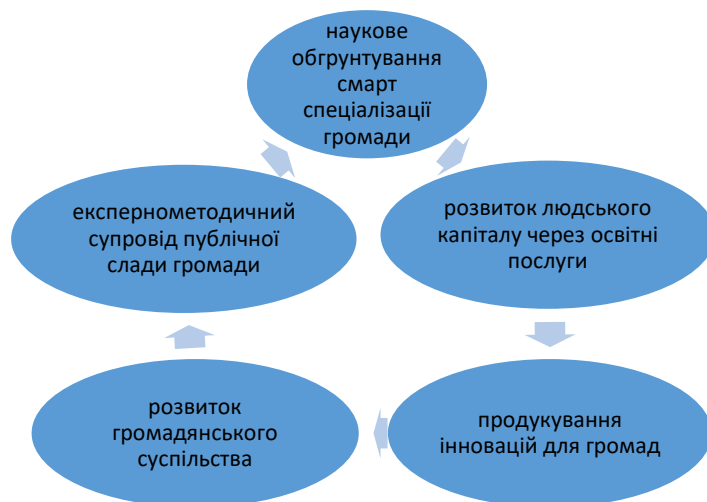 наукове
обгрунтування
смарт
спеціалізації
громади
розвиток людського
капіталу через освітні
послуги
продукування
інновацій для громад
розвиток
громадянського
суспільства
експернометодичний
супровід публічної
слади громади